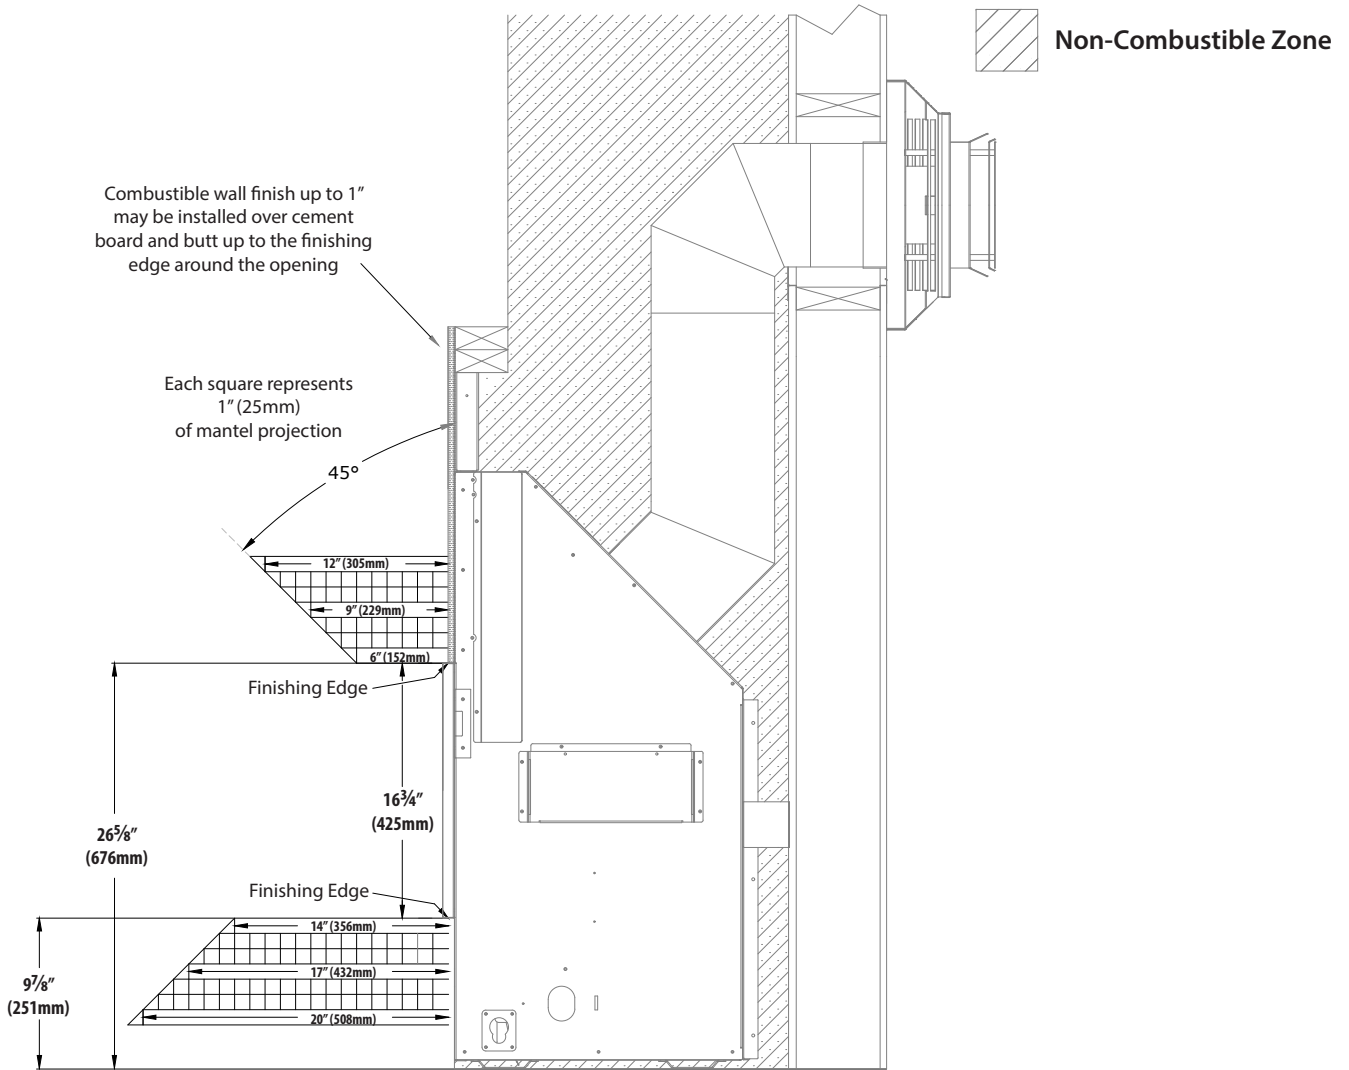 Non-Combustible Zone
Combustible wall finish up to 1”
may be installed over cement
board and butt up to the finishing
edge around the opening
Each square represents
1” (25mm)
of mantel projection
45°
12” (305mm)
9” (229mm)
6” (152mm)
Finishing Edge
16¾”
(425mm)
26⅝”
(676mm)
Finishing Edge
14” (356mm)
17” (432mm)
9⅞”
(251mm)
20” (508mm)